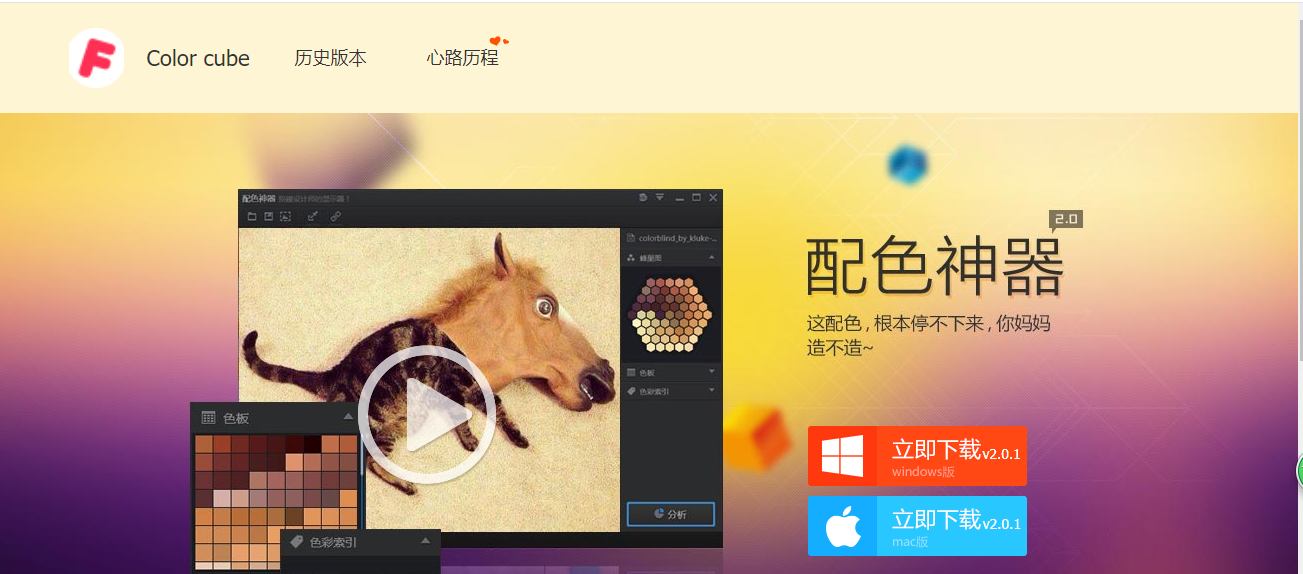 F
Color cube
历史版本
心路历程
配色神器
colorblind_by_kluke-...
蜂巢图
色板
色彩索引
分析
色板
色彩索引
2.0
配色神器
这配色，根本停不下来，你妈妈
造不造~
立即下载v2.0.1
windows版
立即下载v2.0.1
mac版